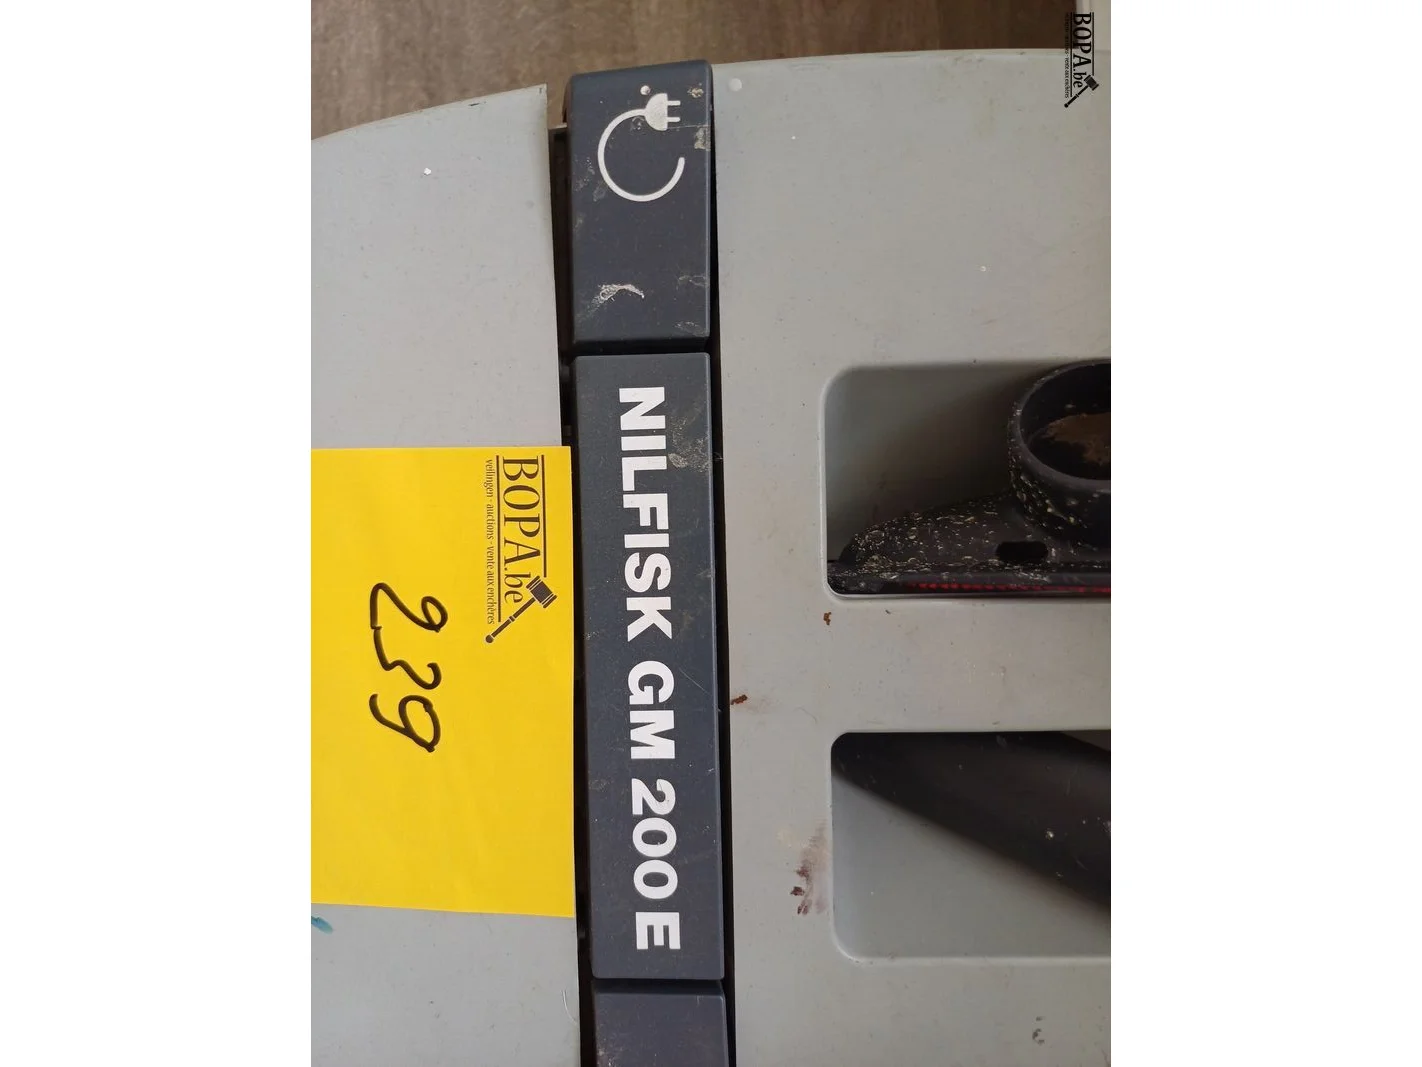 BOPA.be
veilingen - auctions - vente aux enchères
239
NILFISK GM 200 E
BOPA.be